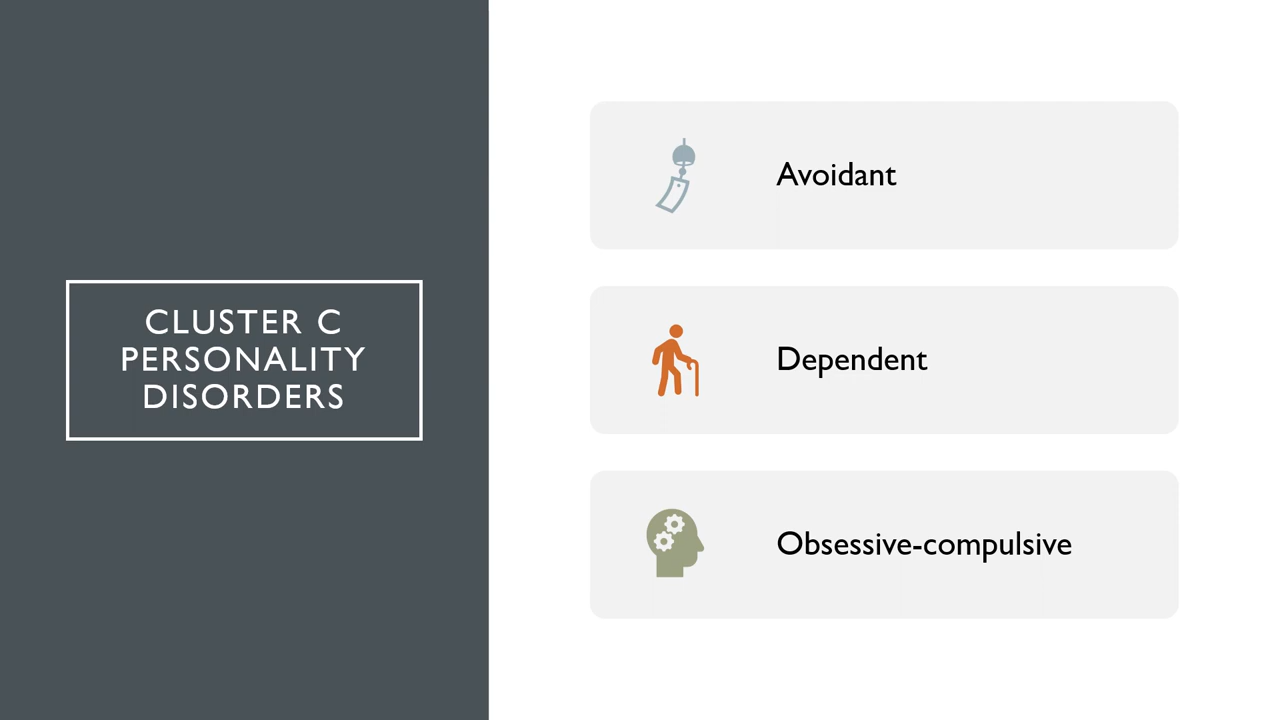 CLUSTER C
PERSONALITY
DISORDERS
Avoidant
Dependent
Obsessive-compulsive